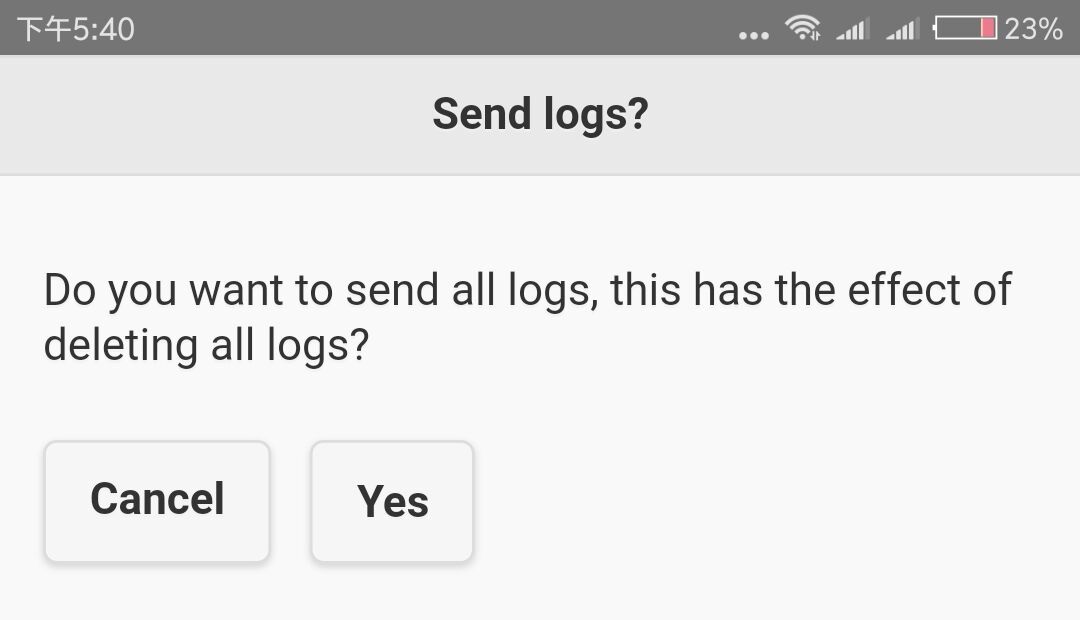 下午5:40
23%
Send logs?
Do you want to send all logs, this has the effect of
deleting all logs?
Cancel
Yes